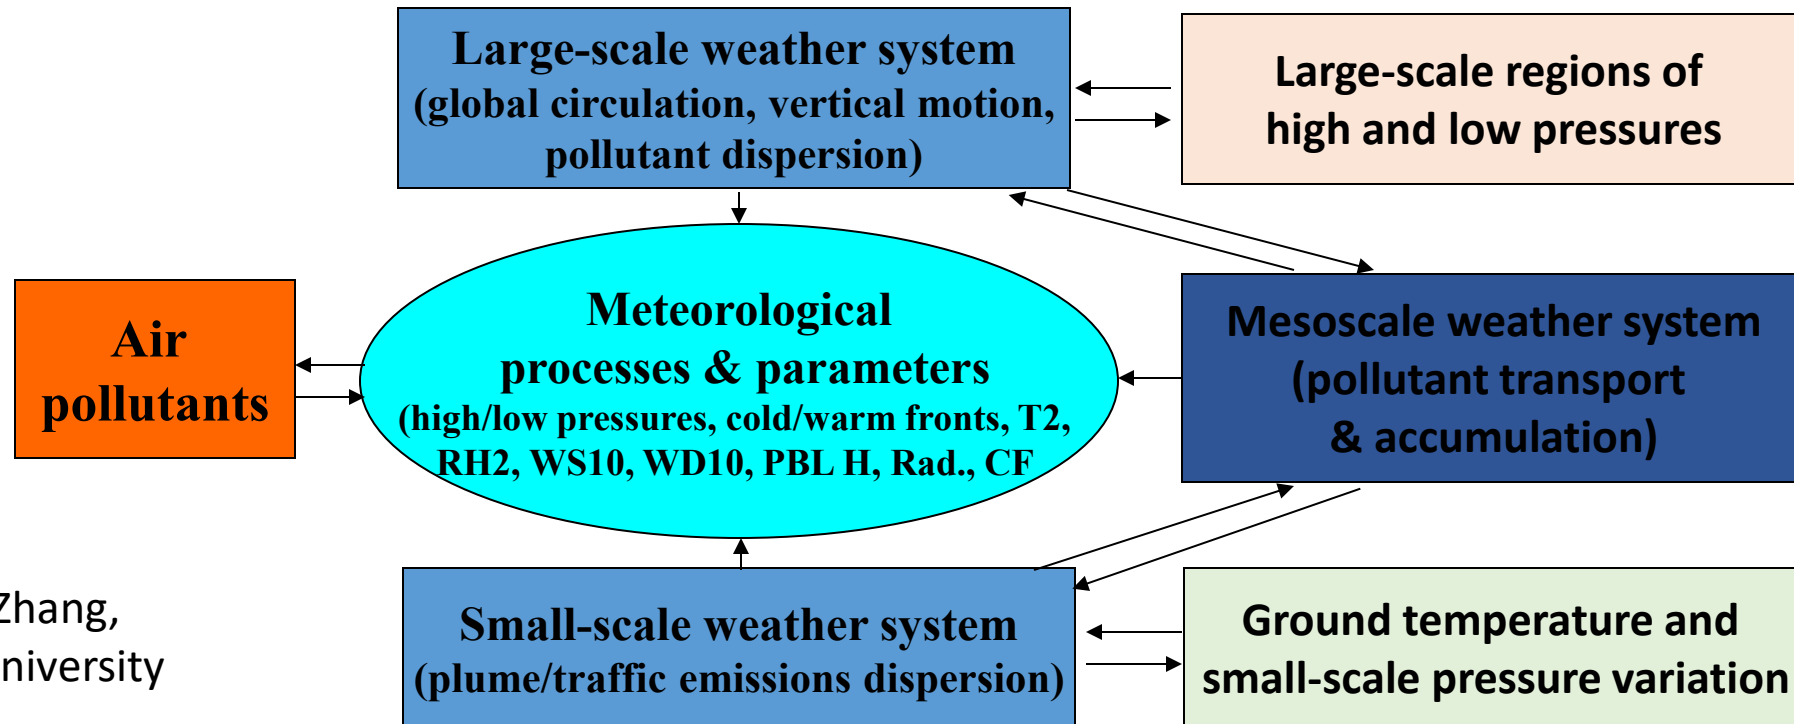 Large-scale weather system
(global circulation, vertical motion,
pollutant dispersion)
Large-scale regions of
high and low pressures
Air
pollutants
Meteorological
processes & parameters
(high/low pressures, cold/warm fronts, T2,
RH2, WS10, WD10, PBL H, Rad., CF
Mesoscale weather system
(pollutant transport
& accumulation)
Zhang,
niversity
Small-scale weather system
(plume/traffic emissions dispersion)
Ground temperature and
small-scale pressure variation